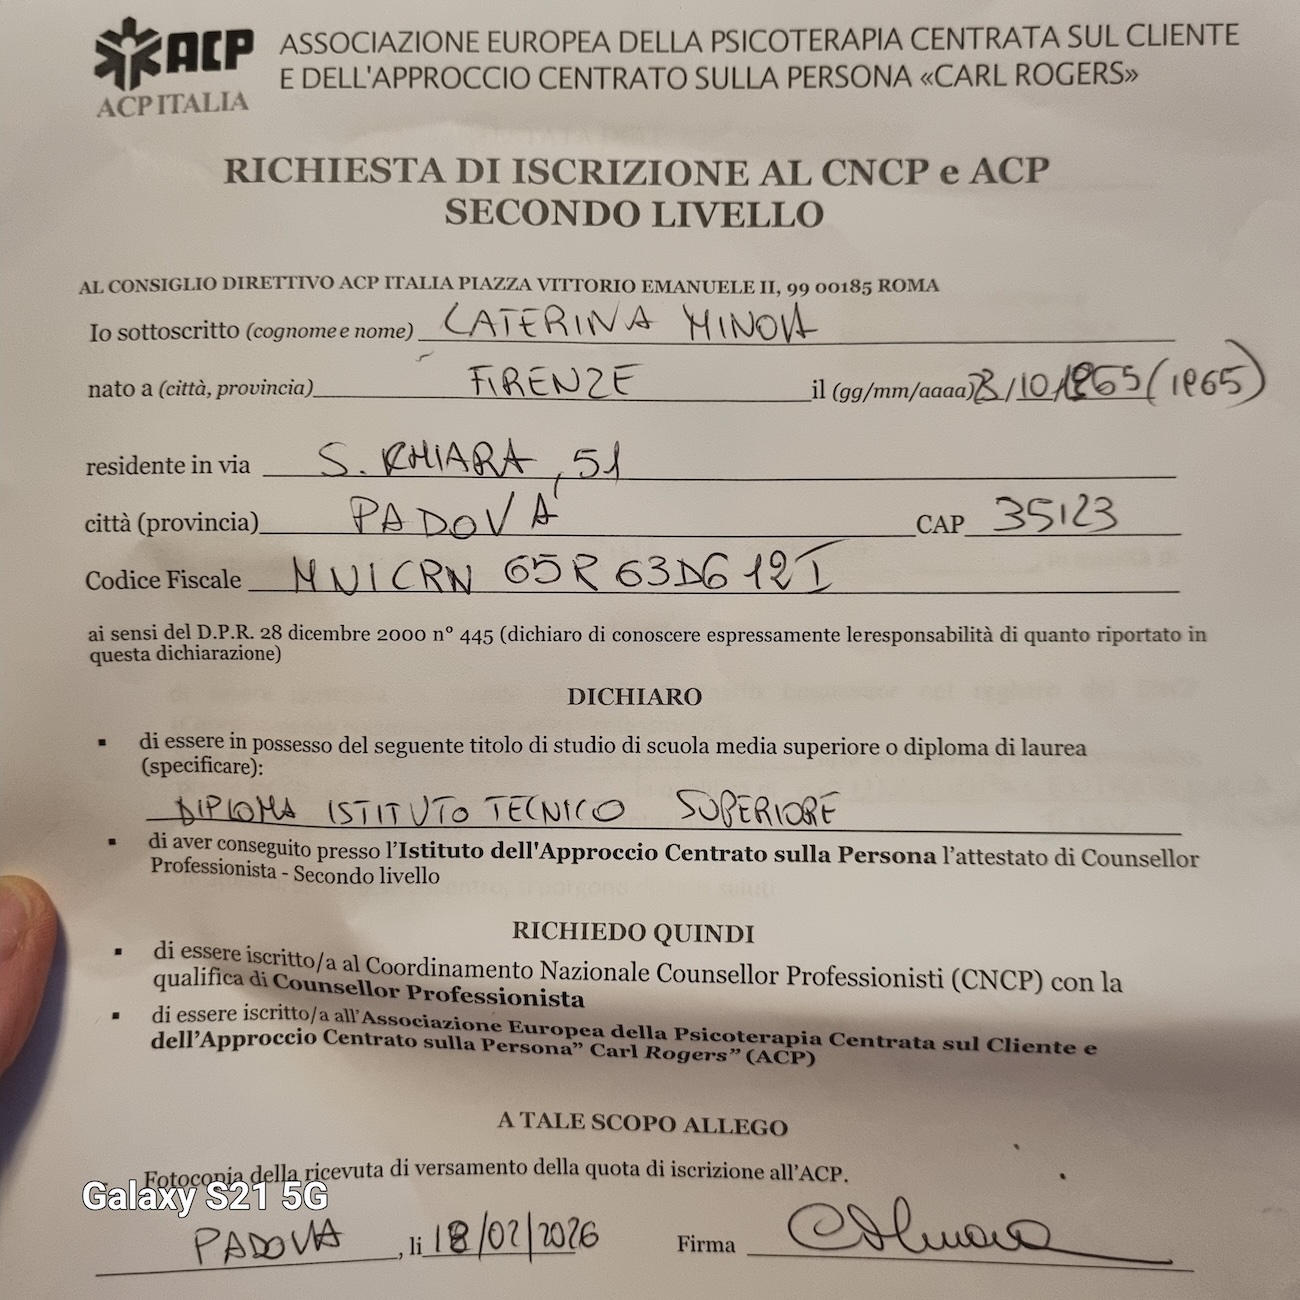 ACP
ACP ITALIA
ASSOCIAZIONE EUROPEA DELLA PSICOTERAPIA CENTRATA SUL CLIENTE
E DELL'APPROCCIO CENTRATO SULLA PERSONA «CARL ROGERS»
RICHIESTA DI ISCRIZIONE AL CNCP e ACP
SECONDO LIVELLO
AL CONSIGLIO DIRETTIVO ACP ITALIA PIAZZA VITTORIO EMANUELE II, 99 00185 ROMA
Io sottoscritto (cognome e nome) CATERINA MINOIA
nato a (città, provincia) FIRENZE il (gg/mm/aaaa) 23/10/1965 (1965)
residente in via S. CHIARA, 51
città (provincia) PADOVA CAP 35123
Codice Fiscale MNICRN 65R63D612I
ai sensi del D.P.R. 28 dicembre 2000 n° 445 (dichiaro di conoscere espressamente leresponsabilità di quanto riportato in
questa dichiarazione)
DICHIARO
▪ di essere in possesso del seguente titolo di studio di scuola media superiore o diploma di laurea
(specificare):
DIPLOMA ISTITUTO TECNICO SUPERIORE
▪ di aver conseguito presso l'Istituto dell'Approccio Centrato sulla Persona l'attestato di Counsellor
Professionista - Secondo livello
RICHIEDO QUINDI
▪ di essere iscritto/a al Coordinamento Nazionale Counsellor Professionisti (CNCP) con la
qualifica di Counsellor Professionista
▪ di essere iscritto/a all'Associazione Europea della Psicoterapia Centrata sul Cliente e
dell'Approccio Centrato sulla Persona" Carl Rogers" (ACP)
A TALE SCOPO ALLEGO
Fotocopia della ricevuta di versamento della quota di iscrizione all'ACP.
Galaxy S21 5G
PADOVA, li 18/02/2026 Firma